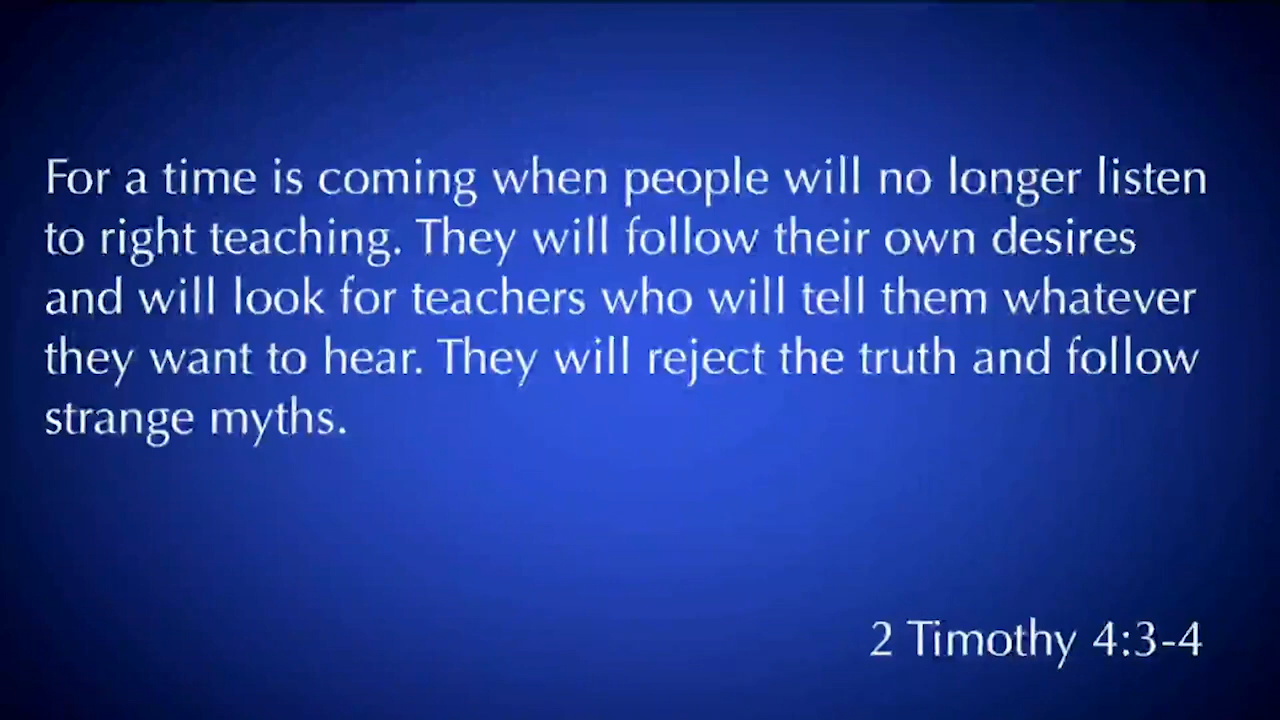 For a time is coming when people will no longer listen
to right teaching. They will follow their own desires
and will look for teachers who will tell them whatever
they want to hear. They will reject the truth and follow
strange myths.
2 Timothy 4:3-4